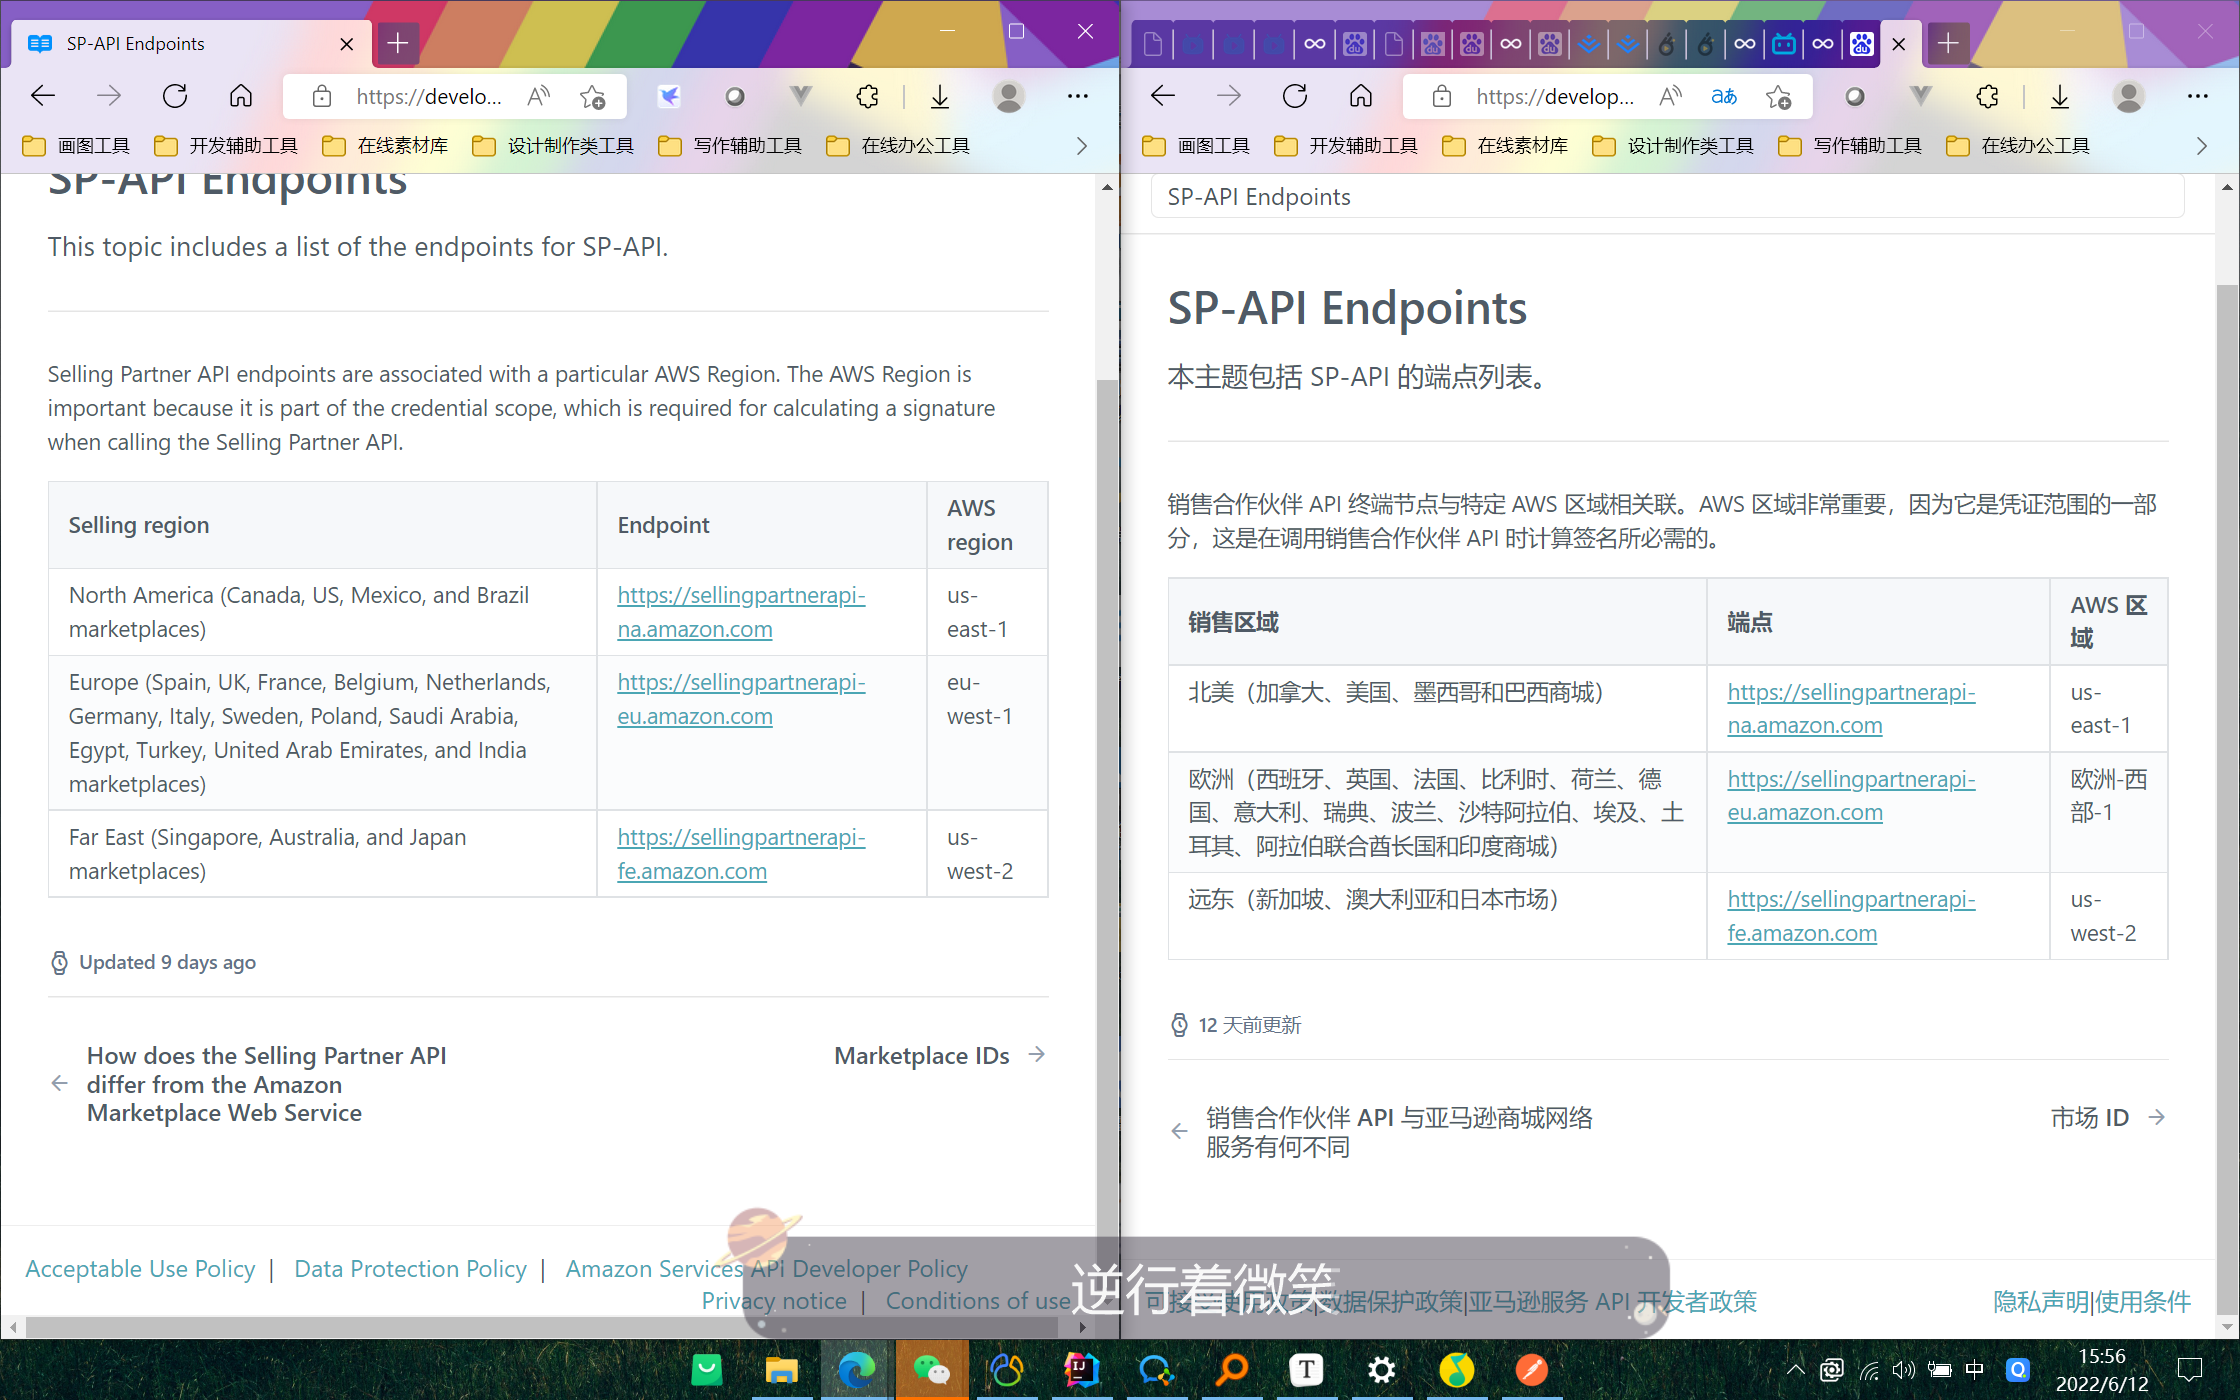 SP-API Endpoints
https://develo...
画图工具
开发辅助工具
在线素材库
设计制作类工具
写作辅助工具
在线办公工具
SP-API Endpoints
This topic includes a list of the endpoints for SP-API.
Selling Partner API endpoints are associated with a particular AWS Region. The AWS Region is
important because it is part of the credential scope, which is required for calculating a signature
when calling the Selling Partner API.
Selling region
Endpoint
AWS
region
North America (Canada, US, Mexico, and Brazil
marketplaces)
https://sellingpartnerapi-
na.amazon.com
us-
east-1
Europe (Spain, UK, France, Belgium, Netherlands,
Germany, Italy, Sweden, Poland, Saudi Arabia,
Egypt, Turkey, United Arab Emirates, and India
marketplaces)
https://sellingpartnerapi-
eu.amazon.com
eu-
west-1
Far East (Singapore, Australia, and Japan
marketplaces)
https://sellingpartnerapi-
fe.amazon.com
us-
west-2
Updated 9 days ago
How does the Selling Partner API
differ from the Amazon
Marketplace Web Service
Marketplace IDs
Acceptable Use Policy | Data Protection Policy | Amazon Services API Developer Policy
Privacy notice | Conditions of use
https://develop...
画图工具
开发辅助工具
在线素材库
设计制作类工具
写作辅助工具
在线办公工具
SP-API Endpoints
SP-API Endpoints
本主题包括 SP-API 的端点列表。
销售合作伙伴 API 终端节点与特定 AWS 区域相关联。AWS 区域非常重要，因为它是凭证范围的一部
分，这是在调用销售合作伙伴 API 时计算签名所必需的。
销售区域
端点
AWS 区
域
北美（加拿大、美国、墨西哥和巴西商城）
https://sellingpartnerapi-
na.amazon.com
us-
east-1
欧洲（西班牙、英国、法国、比利时、荷兰、德
国、意大利、瑞典、波兰、沙特阿拉伯、埃及、土
耳其、阿拉伯联合酋长国和印度商城）
https://sellingpartnerapi-
eu.amazon.com
欧洲-西
部-1
远东（新加坡、澳大利亚和日本市场）
https://sellingpartnerapi-
fe.amazon.com
us-
west-2
12 天前更新
销售合作伙伴 API 与亚马逊商城网络
服务有何不同
市场 ID
数据保护政策|亚马逊服务 API 开发者政策
隐私声明|使用条件
逆行着微笑
中
15:56
2022/6/12